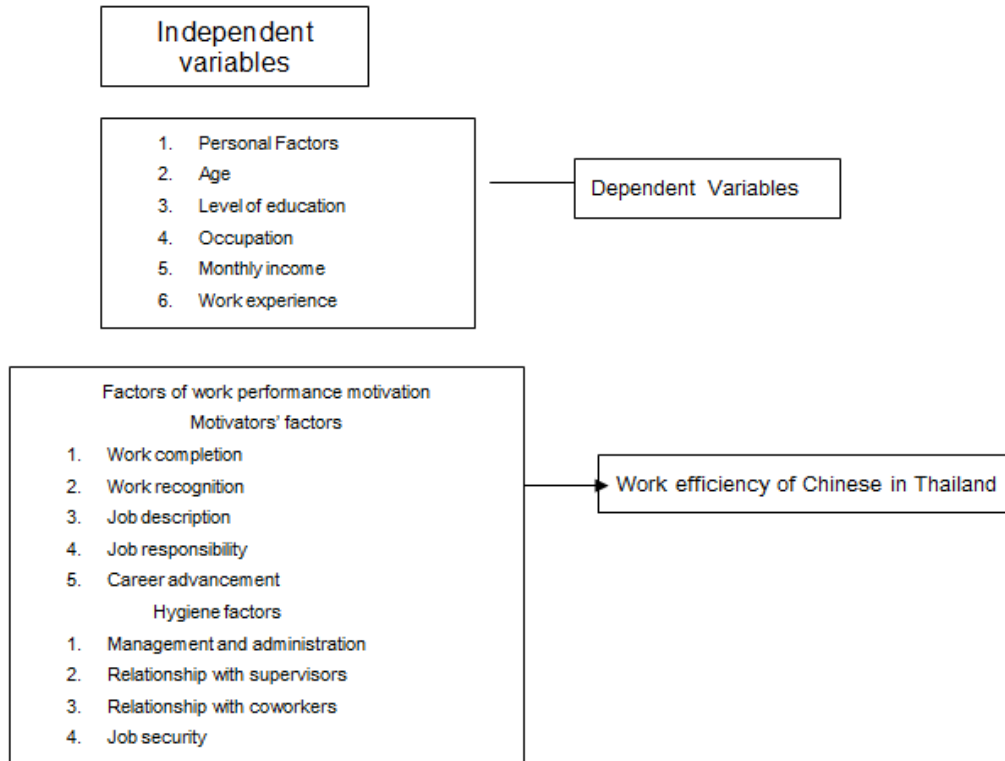 Independent
variables
1. Personal Factors
2. Age
3. Level of education
4. Occupation
5. Monthly income
6. Work experience
Dependent Variables
Factors of work performance motivation
Motivators' factors
1. Work completion
2. Work recognition
3. Job description
4. Job responsibility
5. Career advancement
Hygiene factors
1. Management and administration
2. Relationship with supervisors
3. Relationship with coworkers
4. Job security
Work efficiency of Chinese in Thailand